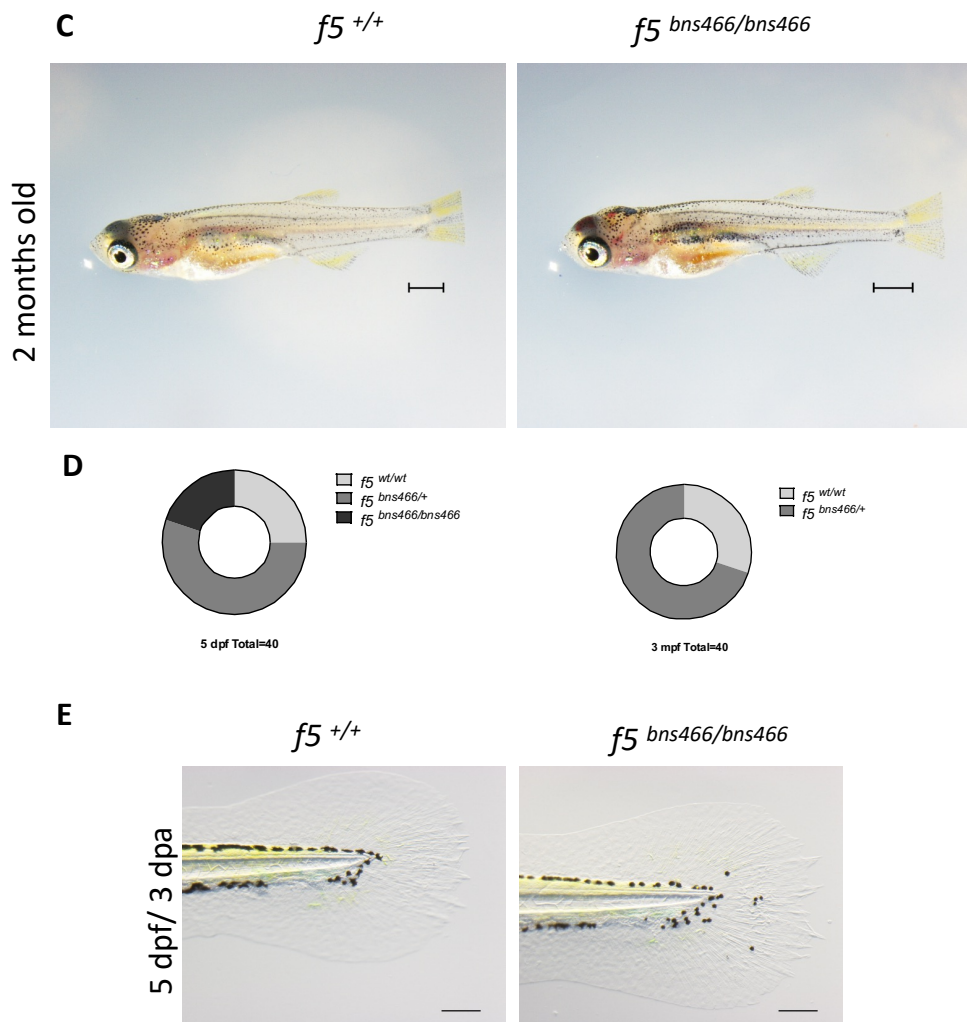 C
f5 +/+
f5 bns466/bns466
2 months old
D
f5 wt/wt
f5 bns466/+
f5 bns466/bns466
5 dpf Total=40
f5 wt/wt
f5 bns466/+
3 mpf Total=40
E
f5 +/+
f5 bns466/bns466
5 dpf/ 3 dpa